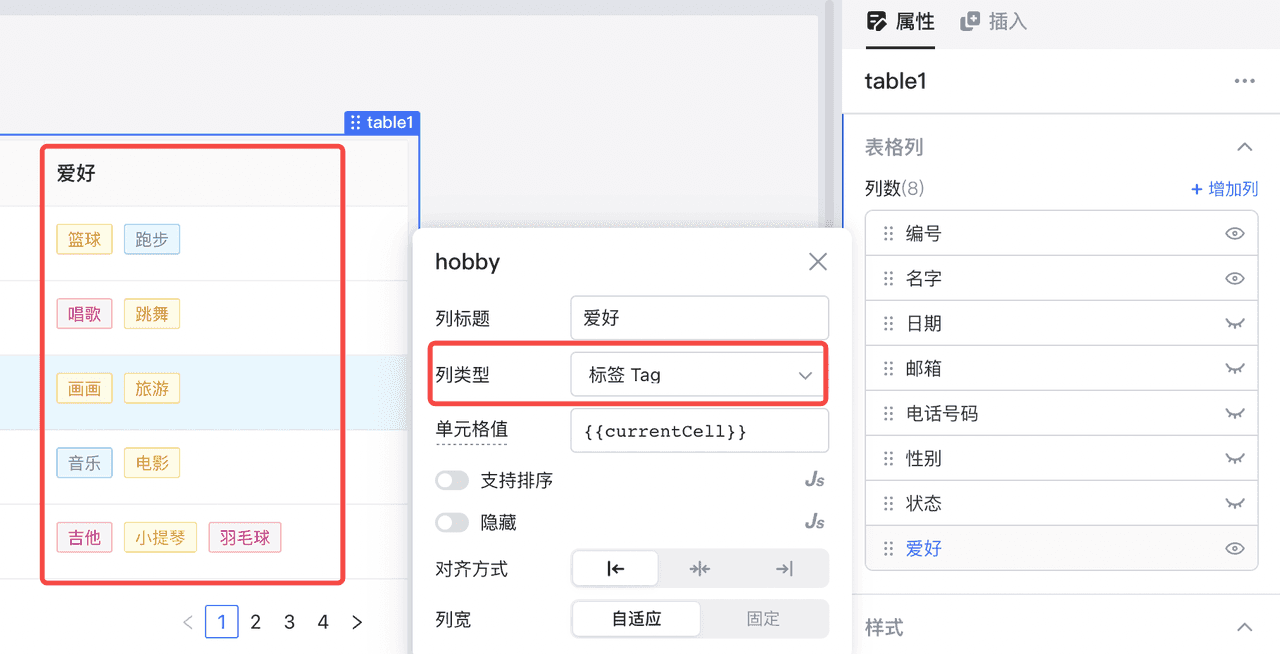 属性 插入
table1
表格列
列数(8) + 增加列
编号
名字
日期
邮箱
电话号码
性别
状态
爱好
样式
table1
爱好
篮球 跑步
唱歌 跳舞
画画 旅游
音乐 电影
吉他 小提琴 羽毛球
< 1 2 3 4 >
hobby
列标题 爱好
列类型 标签 Tag
单元格值 {{currentCell}}
支持排序 Js
隐藏 Js
对齐方式
列宽 自适应 固定